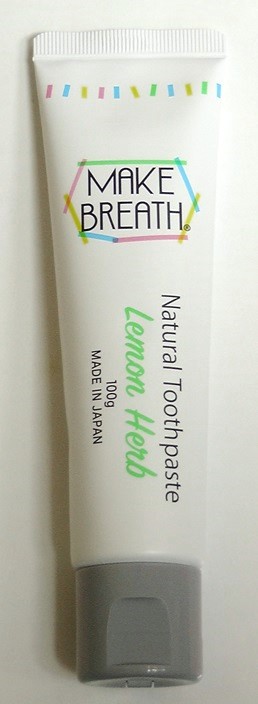 MAKE
BREATH®
Natural Toothpaste
Lemon Herb
100g
MADE IN JAPAN